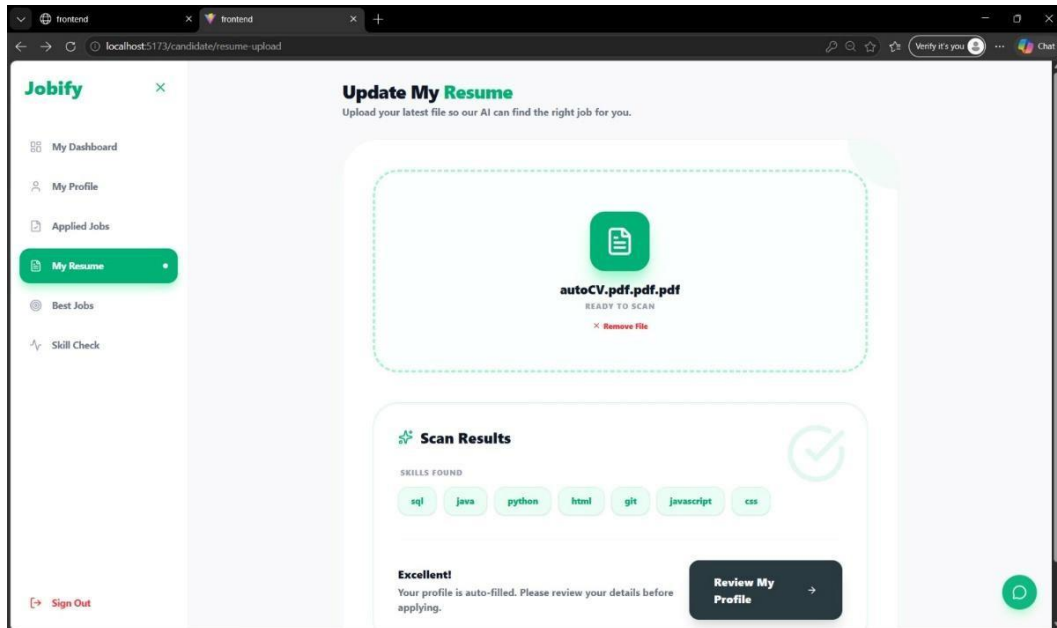 frontend
frontend
localhost:5173/candidate/resume-upload
Verify it's you
Chat
Jobify
My Dashboard
My Profile
Applied Jobs
My Resume
Best Jobs
Skill Check
Sign Out
Update My Resume
Upload your latest file so our AI can find the right job for you.
autoCV.pdf.pdf.pdf
READY TO SCAN
× Remove File
Scan Results
SKILLS FOUND
sql java python html git javascript css
Excellent!
Your profile is auto-filled. Please review your details before
applying.
Review My
Profile